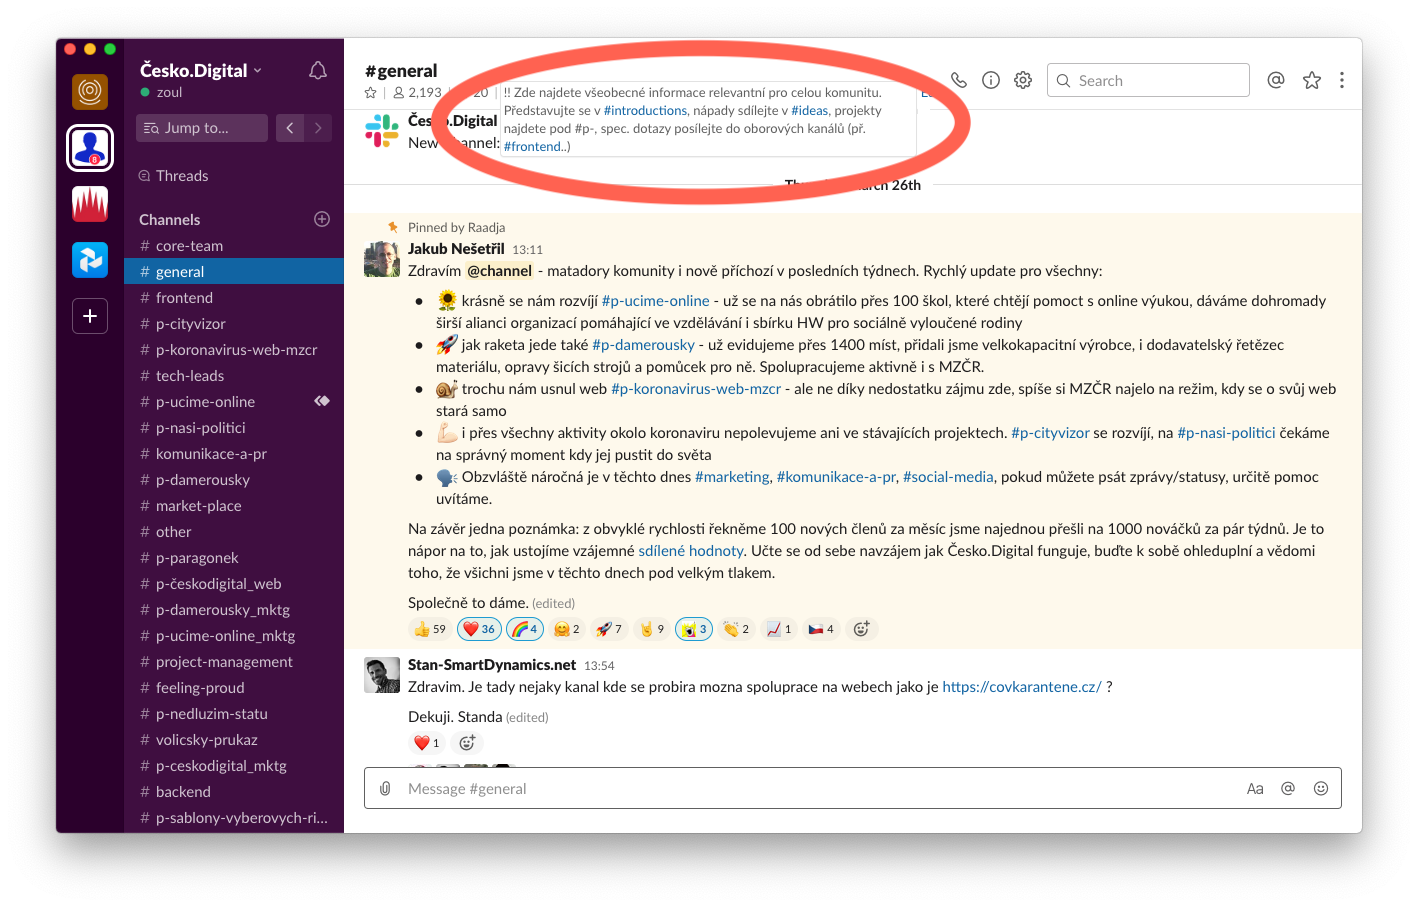 Česko.Digital
zoul
Jump to...
Threads
Channels
# core-team
# general
# frontend
# p-cityvizor
# p-koronavirus-web-mzcr
# tech-leads
# p-ucime-online
# p-nasi-politici
# komunikace-a-pr
# p-damerousky
# market-place
# other
# p-paragonek
# p-českodigital_web
# p-damerousky_mktg
# p-ucime-online_mktg
# project-management
# feeling-proud
# p-nedluzim-statu
# volicsky-prukaz
# p-ceskodigital_mktg
# backend
# p-sablony-vyberovych-ri...
8
#general
2,193
20
Search
!! Zde najdete všeobecné informace relevantní pro celou komunitu.
Představujte se v #introductions, nápady sdílejte v #ideas, projekty
najdete pod #p-, spec. dotazy posílejte do oborových kanálů (př.
#frontend..)
Česko.Digital
New channel:
March 26th
Pinned by Raadja
Jakub Nešetřil 13:11
Zdravím @channel - matadory komunity i nově příchozí v posledních týdnech. Rychlý update pro všechny:
• krásně se nám rozvíjí #p-ucime-online - už se na nás obrátilo přes 100 škol, které chtějí pomoct s online výukou, dáváme dohromady
širší alianci organizací pomáhající ve vzdělávání i sbírku HW pro sociálně vyloučené rodiny
• jak raketa jede také #p-damerousky - už evidujeme přes 1400 míst, přidali jsme velkokapacitní výrobce, i dodavatelský řetězec
materiálu, opravy šicích strojů a pomůcek pro ně. Spolupracujeme aktivně i s MZČR.
• trochu nám usnul web #p-koronavirus-web-mzcr - ale ne díky nedostatku zájmu zde, spíše si MZČR najelo na režim, kdy se o svůj web
stará samo
• i přes všechny aktivity okolo koronaviru nepolevujeme ani ve stávajících projektech. #p-cityvizor se rozvíjí, na #p-nasi-politici čekáme
na správný moment kdy jej pustit do světa
• Obzvláště náročná je v těchto dnes #marketing, #komunikace-a-pr, #social-media, pokud můžete psát zprávy/statusy, určitě pomoc
uvítáme.
Na závěr jedna poznámka: z obvyklé rychlosti řekněme 100 nových členů za měsíc jsme najednou přešli na 1000 nováčků za pár týdnů. Je to
nápor na to, jak ustojíme vzájemné sdílené hodnoty. Učte se od sebe navzájem jak Česko.Digital funguje, buďte k sobě ohleduplní a vědomi
toho, že všichni jsme v těchto dnech pod velkým tlakem.
Společně to dáme. (edited)
59 36 4 2 7 9 3 2 1 4
Stan-SmartDynamics.net 13:54
Zdravim. Je tady nejaky kanal kde se probira mozna spoluprace na webech jako je https://covkarantene.cz/ ?
Dekuji. Standa (edited)
1
Message #general
Aa @